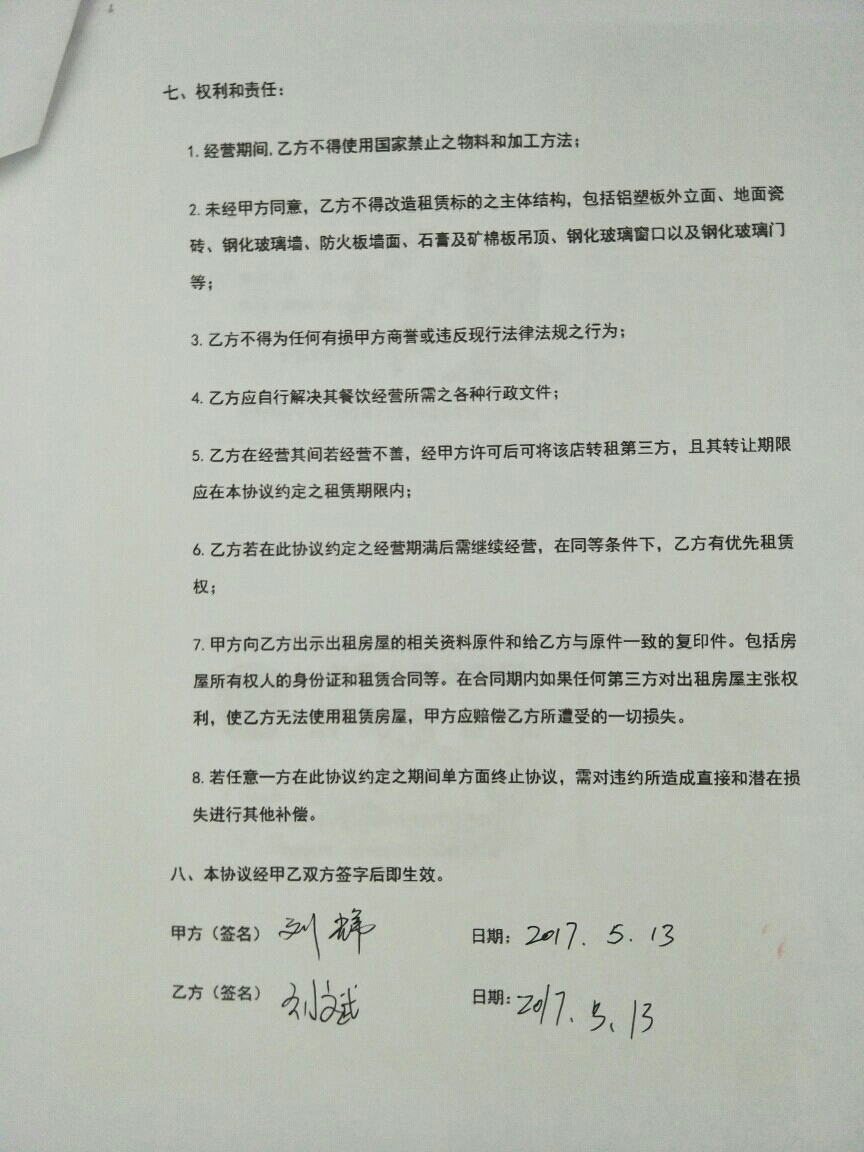 七、权利和责任：
1. 经营期间,乙方不得使用国家禁止之物料和加工方法；
2. 未经甲方同意，乙方不得改造租赁标的之主体结构，包括铝塑板外立面、地面瓷
砖、钢化玻璃墙、防火板墙面、石膏及矿棉板吊顶、钢化玻璃窗口以及钢化玻璃门
等；
3. 乙方不得为任何有损甲方商誉或违反现行法律法规之行为；
4. 乙方应自行解决其餐饮经营所需之各种行政文件；
5. 乙方在经营其间若经营不善，经甲方许可后可将该店转租第三方，且其转让期限
应在本协议约定之租赁期限内；
6. 乙方若在此协议约定之经营期满后需继续经营，在同等条件下，乙方有优先租赁
权；
7. 甲方向乙方出示出租房屋的相关资料原件和给乙方与原件一致的复印件。包括房
屋所有权人的身份证和租赁合同等。在合同期内如果任何第三方对出租房屋主张权
利，使乙方无法使用租赁房屋，甲方应赔偿乙方所遭受的一切损失。
8. 若任意一方在此协议约定之期间单方面终止协议，需对违约所造成直接和潜在损
失进行其他补偿。
八、本协议经甲乙双方签字后即生效。
甲方（签名） 刘辉 日期：2017.5.13
乙方（签名） 刘文斌 日期：2017.5.13